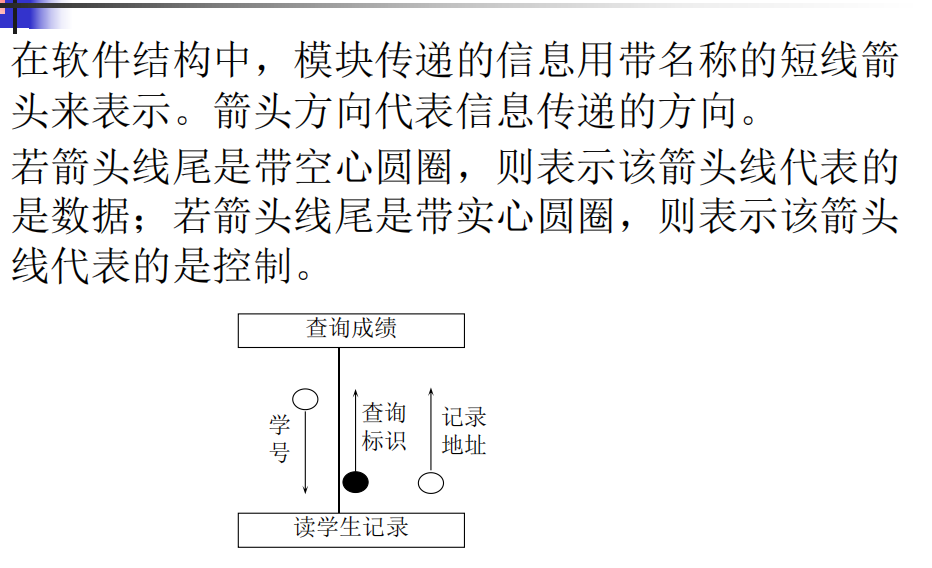 在软件结构中，模块传递的信息用带名称的短线箭
头来表示。箭头方向代表信息传递的方向。
若箭头线尾是带空心圆圈，则表示该箭头线代表的
是数据；若箭头线尾是带实心圆圈，则表示该箭头
线代表的是控制。
查询成绩
学
号
查询
标识
记录
地址
读学生记录